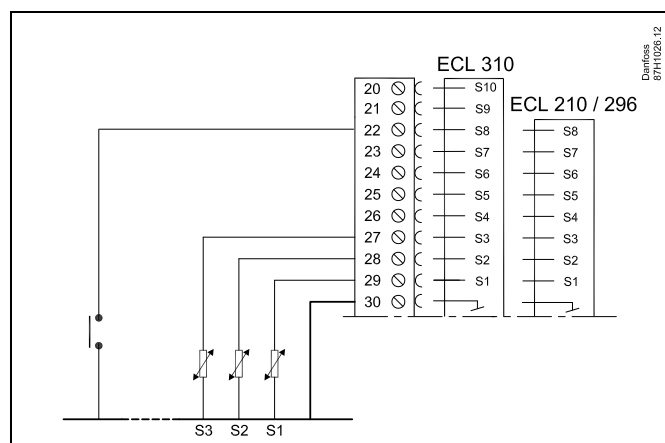 Danfoss
87H1026.12
ECL 310
ECL 210 / 296
20 S10
21 S9
22 S8 S8
23 S7 S7
24 S6 S6
25 S5 S5
26 S4 S4
27 S3 S3
28 S2 S2
29 S1 S1
30
S3 S2 S1